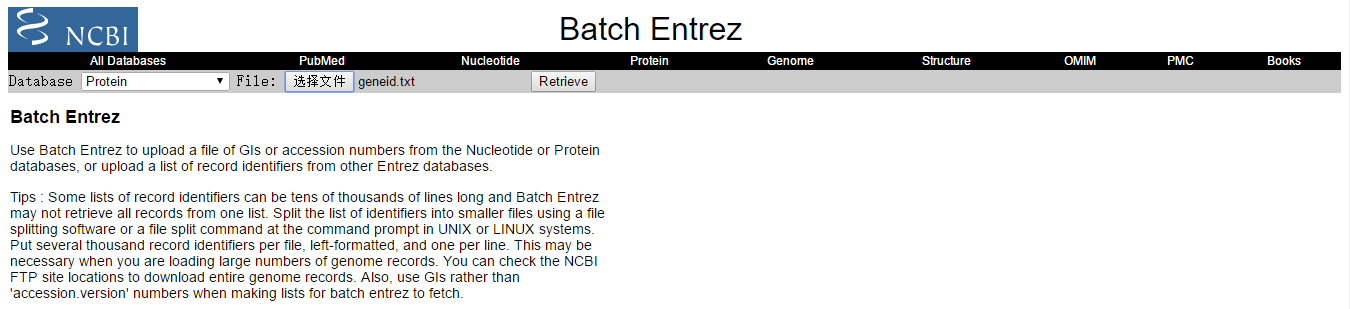 NCBI
Batch Entrez
All Databases PubMed Nucleotide Protein Genome Structure OMIM PMC Books
Database Protein File: 选择文件 geneid.txt Retrieve
Batch Entrez
Use Batch Entrez to upload a file of GIs or accession numbers from the Nucleotide or Protein
databases, or upload a list of record identifiers from other Entrez databases.
Tips : Some lists of record identifiers can be tens of thousands of lines long and Batch Entrez
may not retrieve all records from one list. Split the list of identifiers into smaller files using a file
splitting software or a file split command at the command prompt in UNIX or LINUX systems.
Put several thousand record identifiers per file, left-formatted, and one per line. This may be
necessary when you are loading large numbers of genome records. You can check the NCBI
FTP site locations to download entire genome records. Also, use GIs rather than
'accession.version' numbers when making lists for batch entrez to fetch.